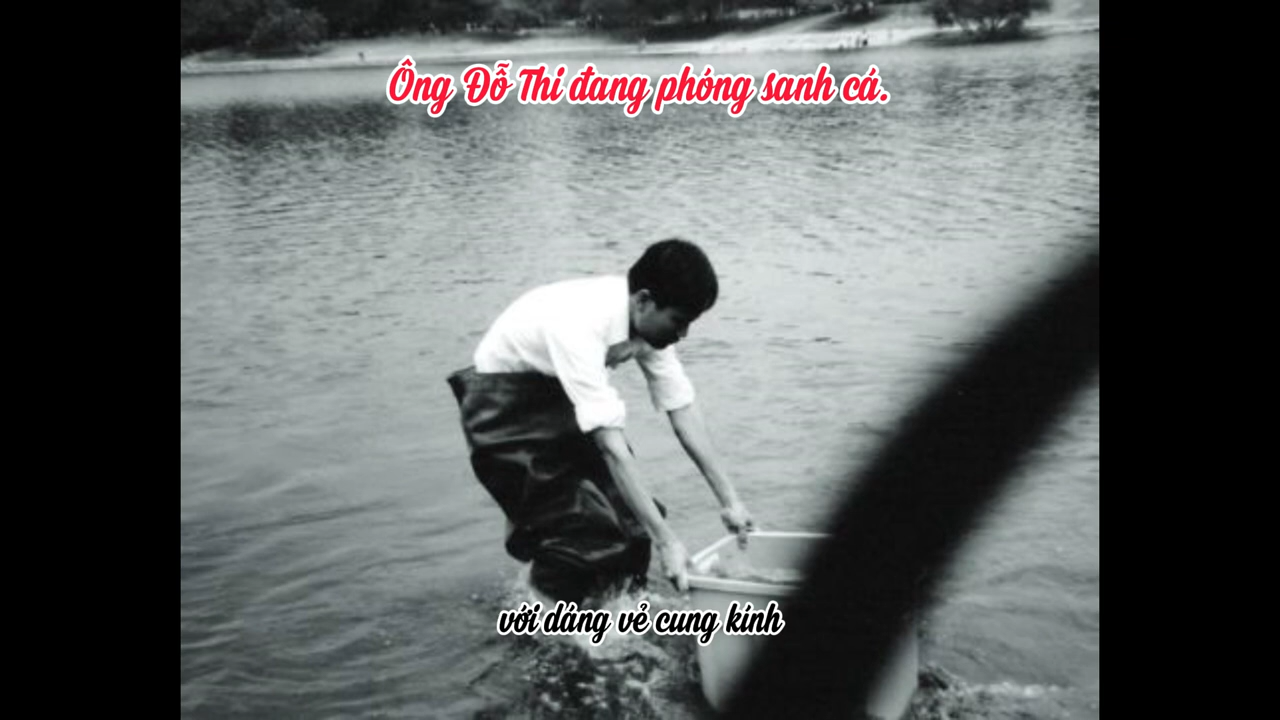 Ông Đỗ Thi đang phóng sanh cá.
với dáng vẻ cung kính